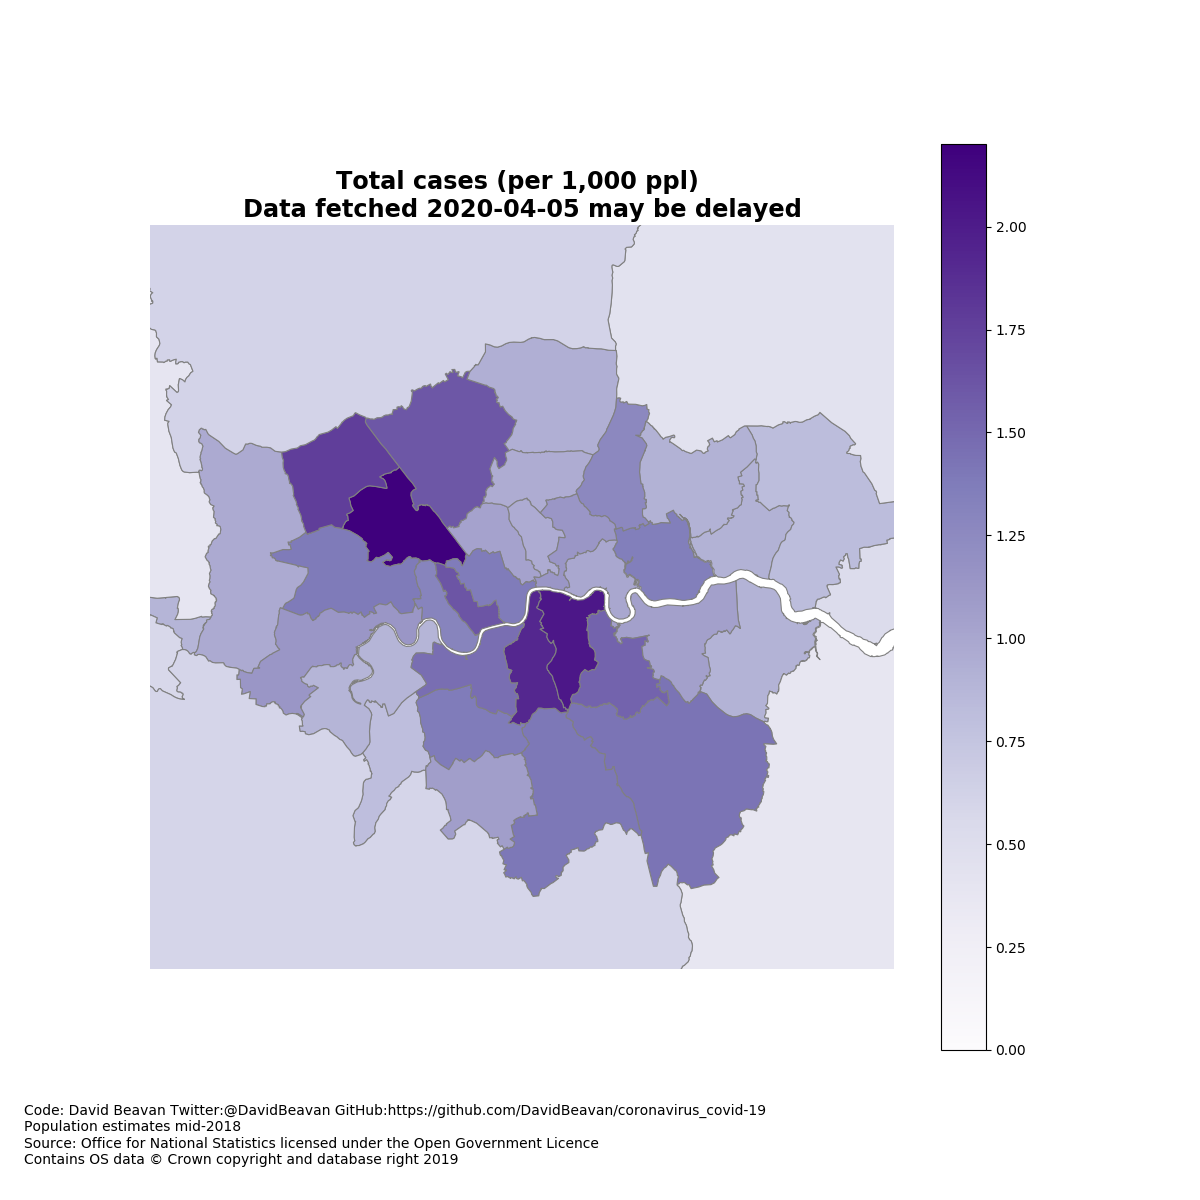 Total cases (per 1,000 ppl)
Data fetched 2020-04-05 may be delayed
2.00
1.75
1.50
1.25
1.00
0.75
0.50
0.25
0.00
Code: David Beavan Twitter:@DavidBeavan GitHub:https://github.com/DavidBeavan/coronavirus_covid-19
Population estimates mid-2018
Source: Office for National Statistics licensed under the Open Government Licence
Contains OS data © Crown copyright and database right 2019